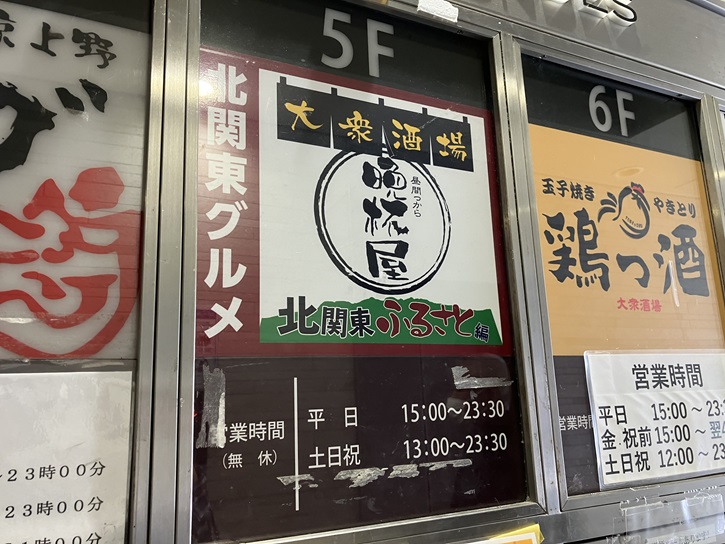 京上野
～23時00分
23時00分
5F
北関東グルメ
大衆酒場
昼間っから
晩杯屋
北関東ふるさと編
営業時間
(無休)
平日 15:00～23:30
土日祝 13:00～23:30
6F
玉子焼き やきとり
鶏っ酒
大衆酒場
営業時間
平日 15:00～23:
金、祝前 15:00～翌
土日祝 12:00～23